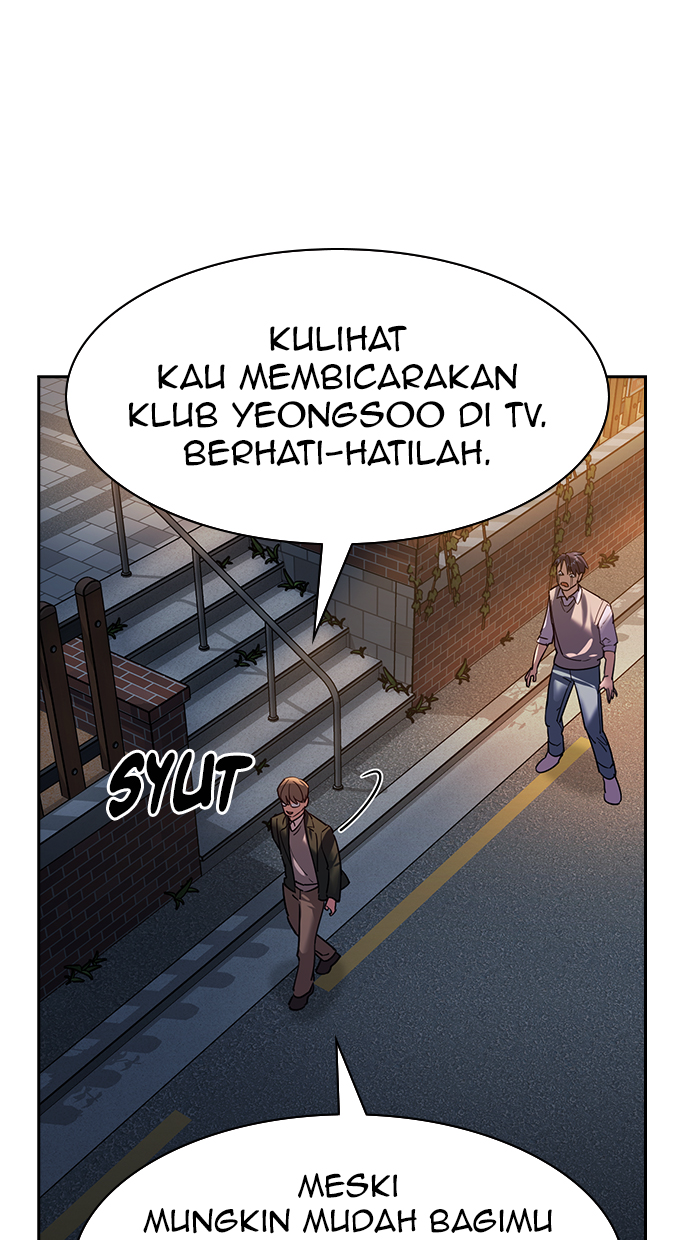 KULIHAT
KAU MEMBICARAKAN
KLUB YEONGSOO DI TV.
BERHATI-HATILAH.
SYUT
MESKI
MUNGKIN MUDAH BAGIMU